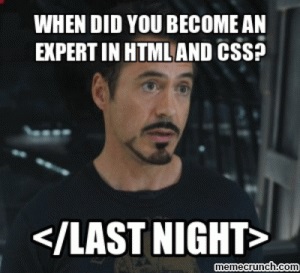 WHEN DID YOU BECOME AN
EXPERT IN HTML AND CSS?
</LAST NIGHT>
memecrunch.com